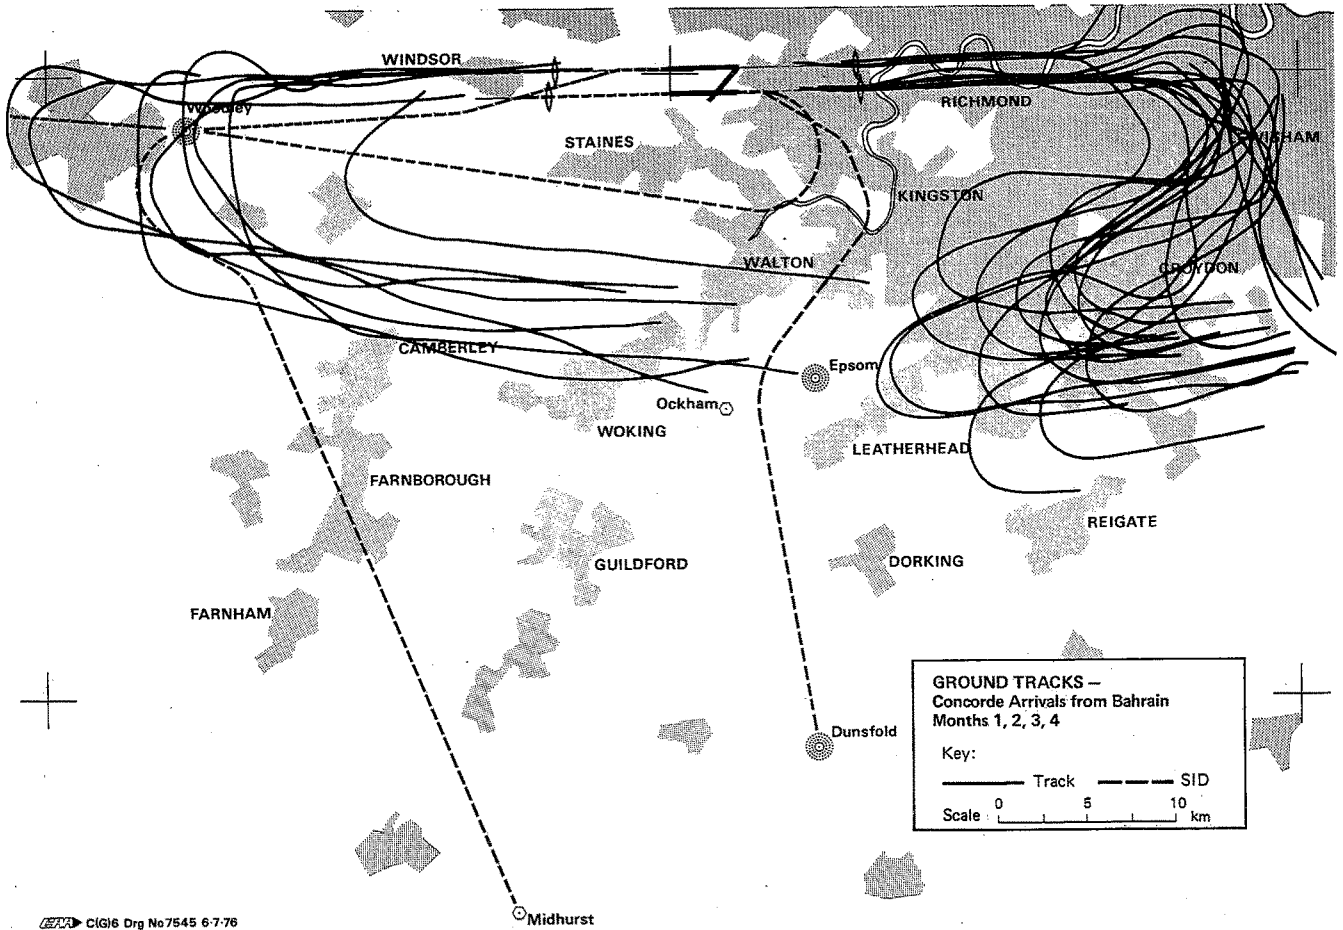 WINDSOR
Woodley
RICHMOND
STAINES
KINGSTON
WALTON
CROYDON
CAMBERLEY
Epsom
Ockham
WOKING
LEATHERHEAD
FARNBOROUGH
REIGATE
GUILDFORD
DORKING
FARNHAM
GROUND TRACKS –
Concorde Arrivals from Bahrain
Months 1, 2, 3, 4
Key:
Track SID
Scale 0 5 10 km
Dunsfold
Midhurst
C(G)6 Drg No 7545 6·7·76